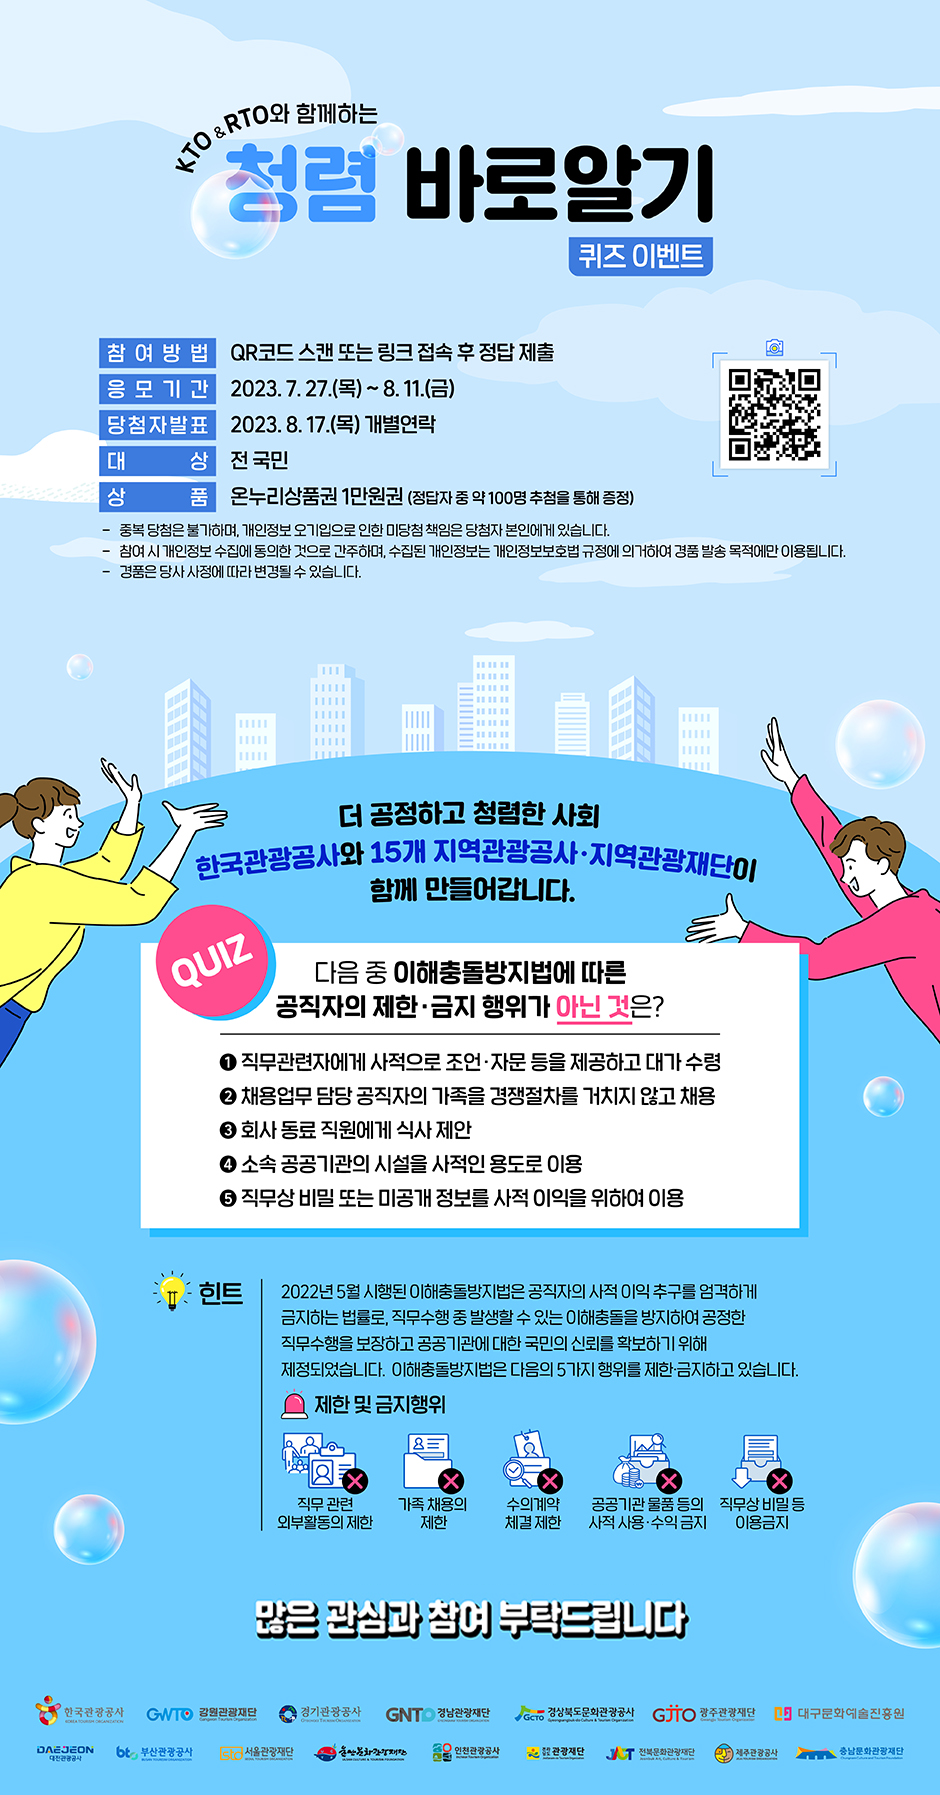 KTO & RTO와 함께하는
청렴 바로알기
퀴즈 이벤트
참여방법 QR코드 스캔 또는 링크 접속 후 정답 제출
응모기간 2023. 7. 27.(목) ~ 8. 11.(금)
당첨자발표 2023. 8. 17.(목) 개별연락
대상 전 국민
상품 온누리상품권 1만원권 (정답자 중 약 100명 추첨을 통해 증정)
- 중복 당첨은 불가하며, 개인정보 오기입으로 인한 미당첨 책임은 당첨자 본인에게 있습니다.
- 참여 시 개인정보 수집에 동의한 것으로 간주하며, 수집된 개인정보는 개인정보보호법 규정에 의거하여 경품 발송 목적에만 이용됩니다.
- 경품은 당사 사정에 따라 변경될 수 있습니다.
더 공정하고 청렴한 사회
한국관광공사와 15개 지역관광공사·지역관광재단이
함께 만들어갑니다.
QUIZ
다음 중 이해충돌방지법에 따른
공직자의 제한·금지 행위가 아닌 것은?
❶ 직무관련자에게 사적으로 조언·자문 등을 제공하고 대가 수령
❷ 채용업무 담당 공직자의 가족을 경쟁절차를 거치지 않고 채용
❸ 회사 동료 직원에게 식사 제안
❹ 소속 공공기관의 시설을 사적인 용도로 이용
❺ 직무상 비밀 또는 미공개 정보를 사적 이익을 위하여 이용
힌트
2022년 5월 시행된 이해충돌방지법은 공직자의 사적 이익 추구를 엄격하게
금지하는 법률로, 직무수행 중 발생할 수 있는 이해충돌을 방지하여 공정한
직무수행을 보장하고 공공기관에 대한 국민의 신뢰를 확보하기 위해
제정되었습니다. 이해충돌방지법은 다음의 5가지 행위를 제한·금지하고 있습니다.
제한 및 금지행위
직무 관련
외부활동의 제한
가족 채용의
제한
수의계약
체결 제한
공공기관 물품 등의
사적 사용·수익 금지
직무상 비밀 등
이용금지
많은 관심과 참여 부탁드립니다
한국관광공사
KOREA TOURISM ORGANIZATION
GWTO 강원관광재단
경기관광공사
GNTO 경남관광재단
GCTO 경상북도문화관광공사
GJTO 광주관광재단
대구문화예술진흥원
DAEJEON
대전관광공사
bto 부산관광공사
sto 서울관광재단
울산문화관광재단
인천관광공사
관광재단
JACT 전북문화관광재단
제주관광공사
충남문화관광재단